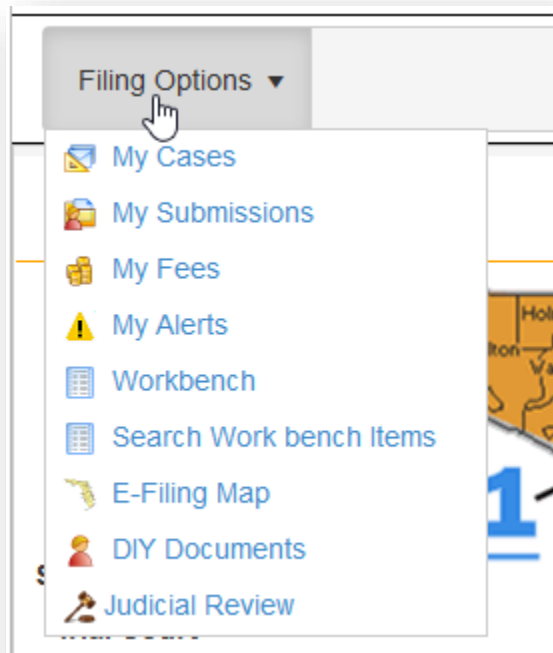 Filing Options
My Cases
My Submissions
My Fees
My Alerts
Workbench
Search Work bench Items
E-Filing Map
DIY Documents
Judicial Review
1